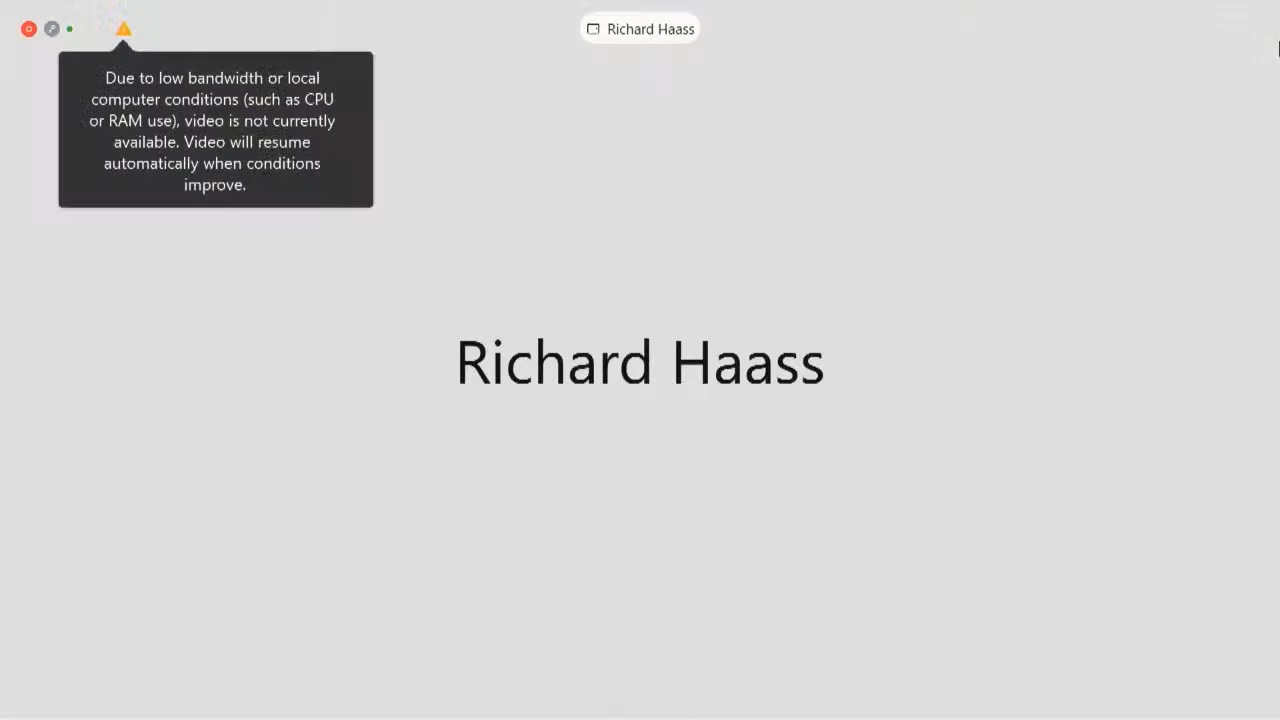 Richard Haass
Due to low bandwidth or local
computer conditions (such as CPU
or RAM use), video is not currently
available. Video will resume
automatically when conditions
improve.
Richard Haass